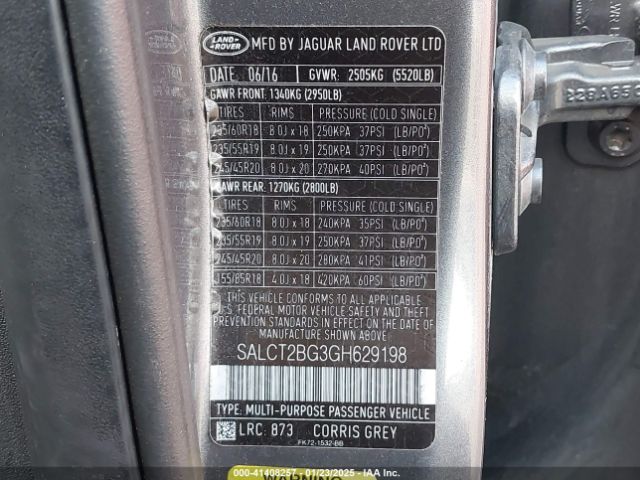 LAND ROVER MFD BY JAGUAR LAND ROVER LTD
DATE: 06/16 GVWR: 2505KG (5520LB)
GAWR FRONT: 1340KG (2950LB)
TIRES RIMS PRESSURE (COLD SINGLE)
235/60R18 8.0J x 18 250KPA 37PSI (LB/PO²)
235/55R19 8.0J x 19 250KPA 37PSI (LB/PO²)
245/45R20 8.0J x 20 270KPA 40PSI (LB/PO²)
GAWR REAR: 1270KG (2800LB)
TIRES RIMS PRESSURE (COLD SINGLE)
235/60R18 8.0J x 18 240KPA 35PSI (LB/PO²)
235/55R19 8.0J x 19 250KPA 37PSI (LB/PO²)
245/45R20 8.0J x 20 280KPA 41PSI (LB/PO²)
155/85R18 4.0J x 18 420KPA 60PSI (LB/PO²)
THIS VEHICLE CONFORMS TO ALL APPLICABLE
U.S. FEDERAL MOTOR VEHICLE SAFETY AND THEFT
PREVENTION STANDARDS IN EFFECT ON THE DATE OF
MANUFACTURE SHOWN ABOVE.
SALCT2BG3GH629198
TYPE: MULTI-PURPOSE PASSENGER VEHICLE
LRC: 873 CORRIS GREY
FK72-1532-BB
WARNING
000-41408257 - 01/23/2025 - IAA Inc.